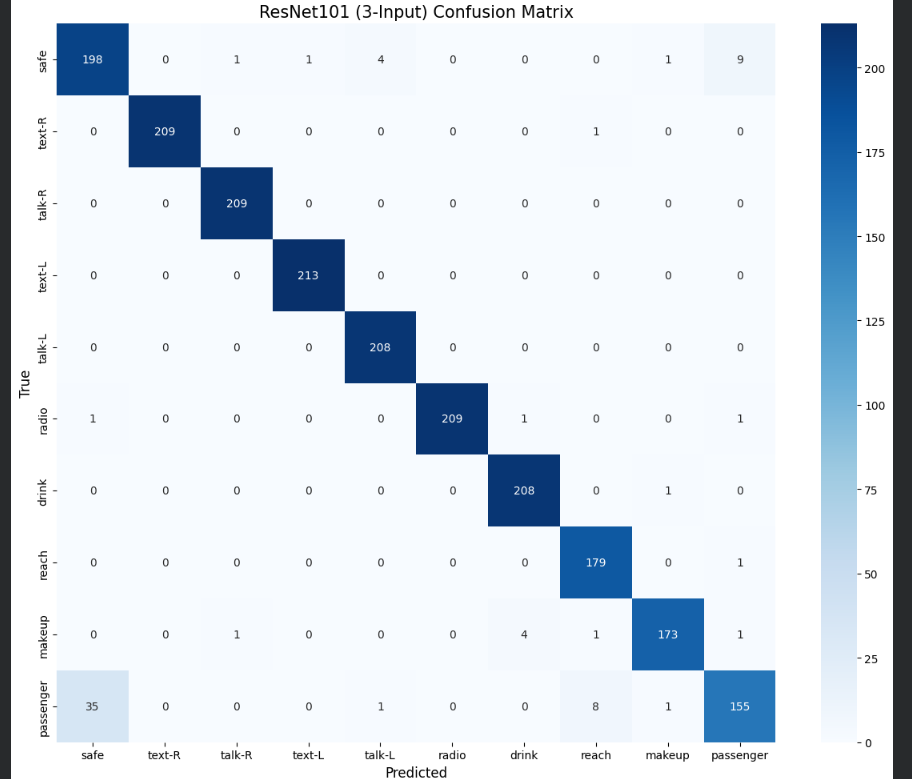 ResNet101 (3-Input) Confusion Matrix
safe 198 0 1 1 4 0 0 0 1 9
text-R 0 209 0 0 0 0 0 1 0 0
talk-R 0 0 209 0 0 0 0 0 0 0
text-L 0 0 0 213 0 0 0 0 0 0
talk-L 0 0 0 0 208 0 0 0 0 0
radio 1 0 0 0 0 209 1 0 0 1
drink 0 0 0 0 0 0 208 0 1 0
reach 0 0 0 0 0 0 0 179 0 1
makeup 0 0 1 0 0 0 4 1 173 1
passenger 35 0 0 0 1 0 0 8 1 155
True
safe text-R talk-R text-L talk-L radio drink reach makeup passenger
Predicted
200
175
150
125
100
75
50
25
0